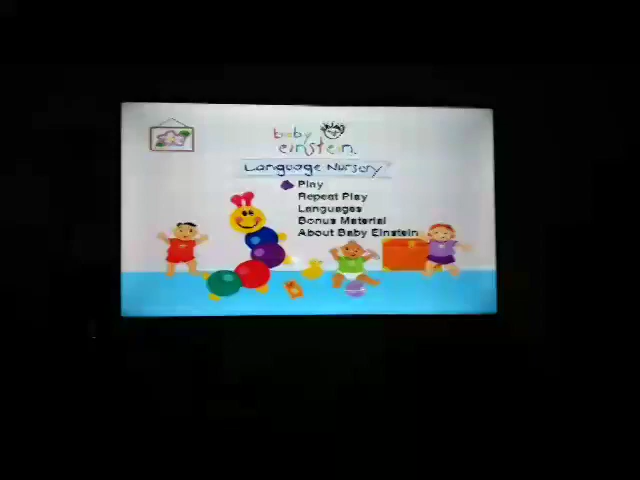 baby
einstein
Language Nursery
Play
Repeat Play
Languages
Bonus Material
About Baby Einstein